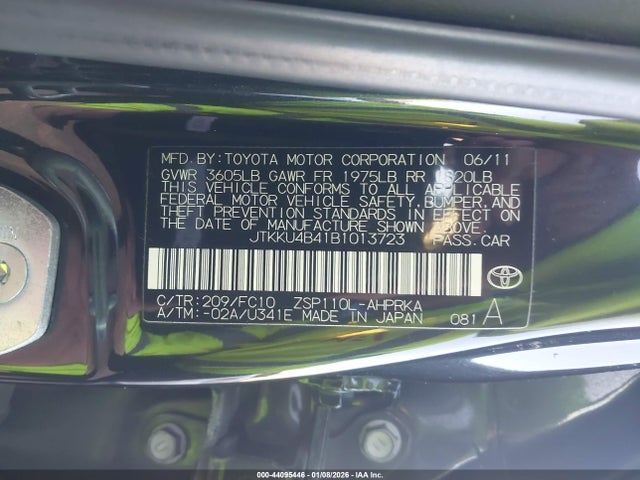 MFD. BY: TOYOTA MOTOR CORPORATION 06/11
GVWR 3605LB GAWR FR 1975LB RR
THIS VEHICLE CONFORMS TO ALL APPLICABLE
FEDERAL MOTOR VEHICLE SAFETY, BUMPER, AND
THEFT PREVENTION STANDARDS IN EFFECT ON
THE DATE OF MANUFACTURE SHOWN ABOVE.
JTKKU4B41B1013723 PASS. CAR
C/TR: 209/FC10 ZSP110L-AHPRKA
A/TM: -02A/U341E MADE IN JAPAN 081 A
000-44095446 - 01/08/2026 - IAA Inc.